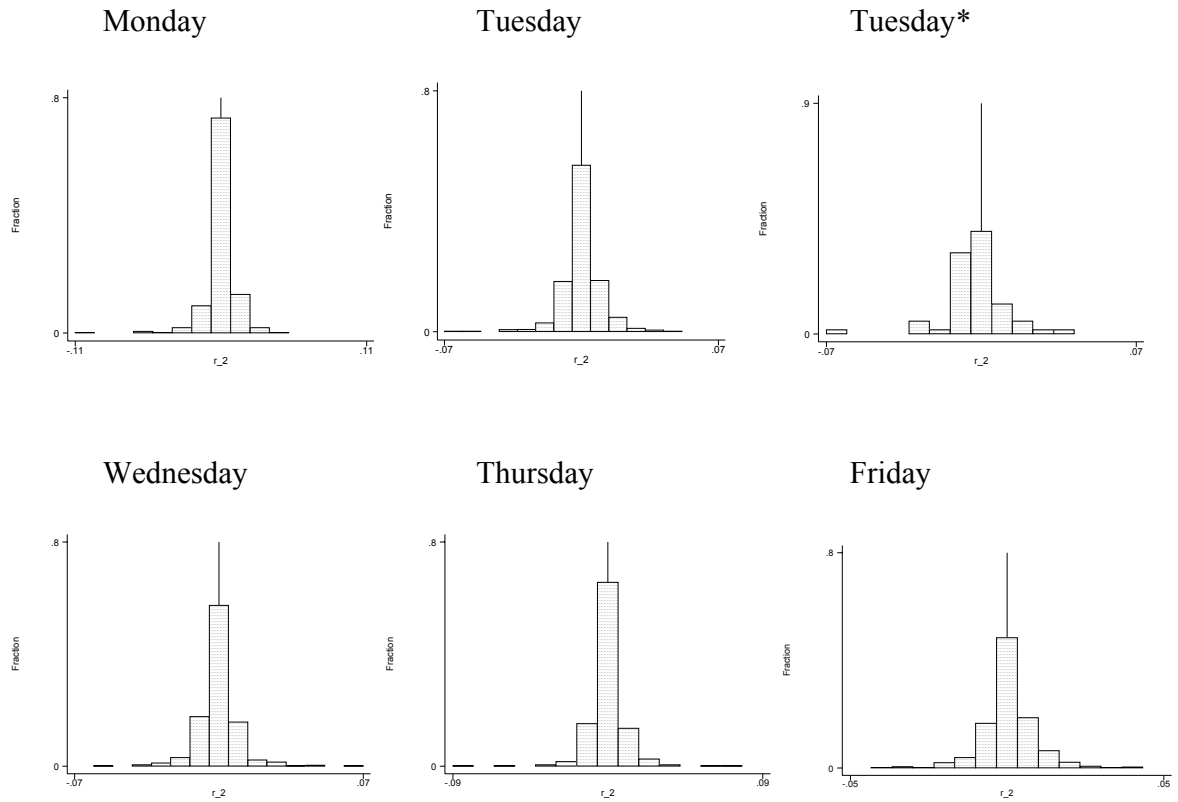 Monday
.8
Fraction
0
-.11
.11
r_2
Tuesday
.8
Fraction
0
-.07
.07
r_2
Tuesday*
.9
Fraction
0
-.07
.07
r_2
Wednesday
.8
Fraction
0
-.07
.07
r_2
Thursday
.8
Fraction
0
-.09
.09
r_2
Friday
.8
Fraction
0
-.05
.05
r_2